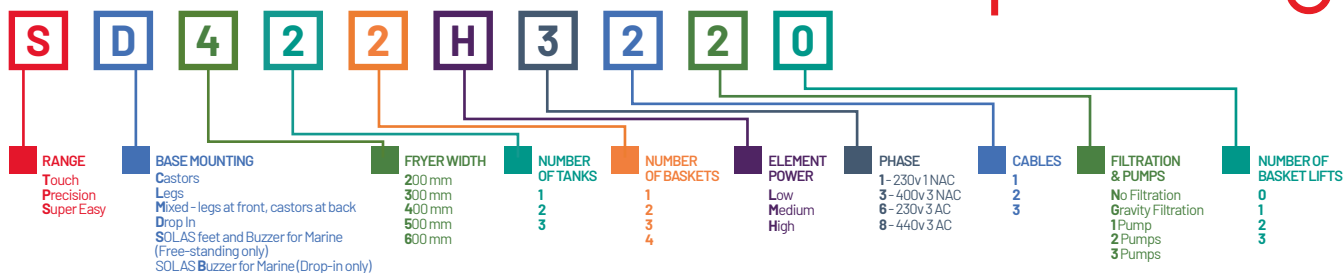 S D 4 2 2 H 3 2 2 0
RANGE
Touch
Precision
Super Easy
BASE MOUNTING
Castors
Legs
Mixed - legs at front, castors at back
Drop In
SOLAS feet and Buzzer for Marine
(Free-standing only)
SOLAS Buzzer for Marine (Drop-in only)
FRYER WIDTH
200 mm
300 mm
400 mm
500 mm
600 mm
NUMBER
OF TANKS
1
2
3
NUMBER
OF BASKETS
1
2
3
4
ELEMENT
POWER
Low
Medium
High
PHASE
1 - 230v 1 NAC
3 - 400v 3 NAC
6 - 230v 3 AC
8 - 440v 3 AC
CABLES
1
2
3
FILTRATION
& PUMPS
No Filtration
Gravity Filtration
1 Pump
2 Pumps
3 Pumps
NUMBER OF
BASKET LIFTS
0
1
2
3